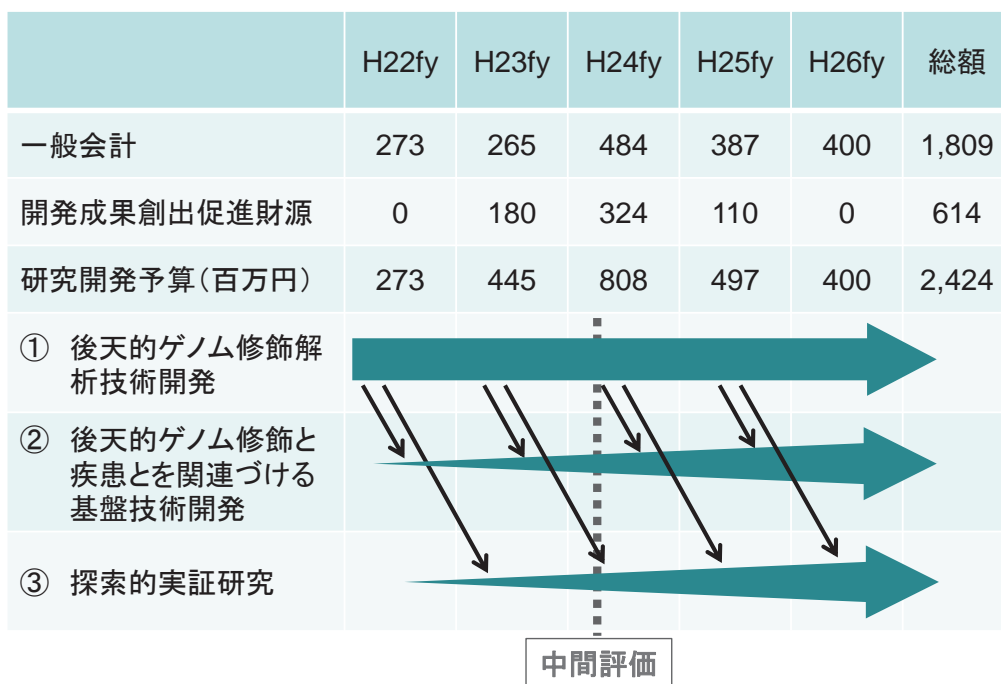 H22fy H23fy H24fy H25fy H26fy 総額
一般会計 273 265 484 387 400 1,809
開発成果創出促進財源 0 180 324 110 0 614
研究開発予算(百万円) 273 445 808 497 400 2,424
① 後天的ゲノム修飾解
析技術開発
② 後天的ゲノム修飾と
疾患とを関連づける
基盤技術開発
③ 探索的実証研究
中間評価